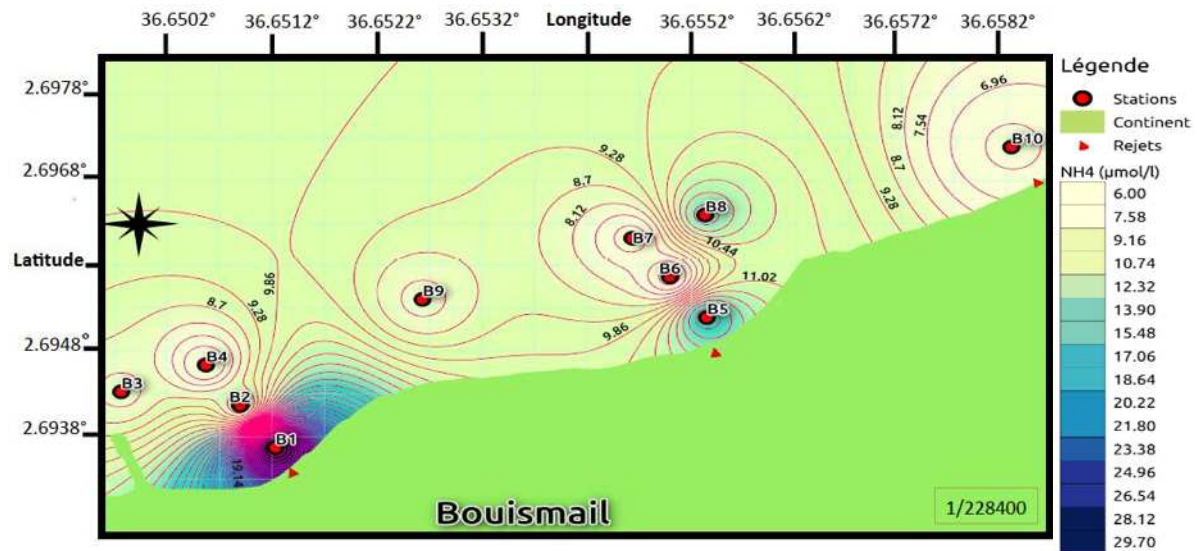 36.6502° 36.6512° 36.6522° 36.6532° Longitude 36.6552° 36.6562° 36.6572° 36.6582°
2.6978°
2.6968°
Latitude
2.6948°
2.6938°
6.96
8.12
7.54
8.7
9.28
B10
9.28
8.7
8.12
B8
B7
10.44
B6
11.02
B5
9.86
B9
9.86
9.28
8.7
B4
B3
B2
B1
19.14
Bouismail
1/228400
Légende
Stations
Continent
Rejets
NH4 (µmol/l)
6.00
7.58
9.16
10.74
12.32
13.90
15.48
17.06
18.64
20.22
21.80
23.38
24.96
26.54
28.12
29.70